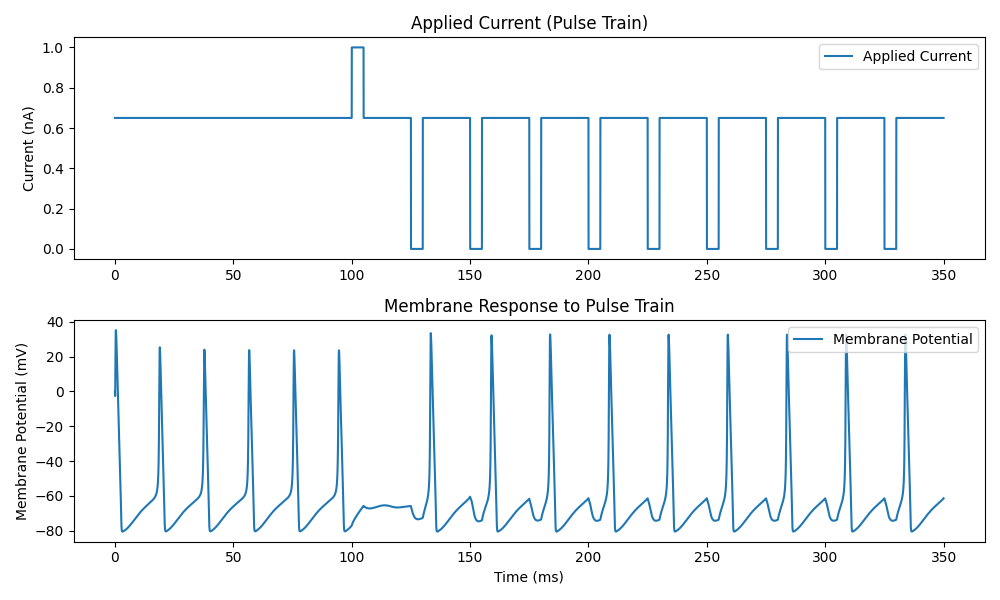 Applied Current (Pulse Train)
Current (nA)
1.0
0.8
0.6
0.4
0.2
0.0
Applied Current
0 50 100 150 200 250 300 350
Membrane Response to Pulse Train
Membrane Potential (mV)
40
20
0
−20
−40
−60
−80
Membrane Potential
0 50 100 150 200 250 300 350
Time (ms)